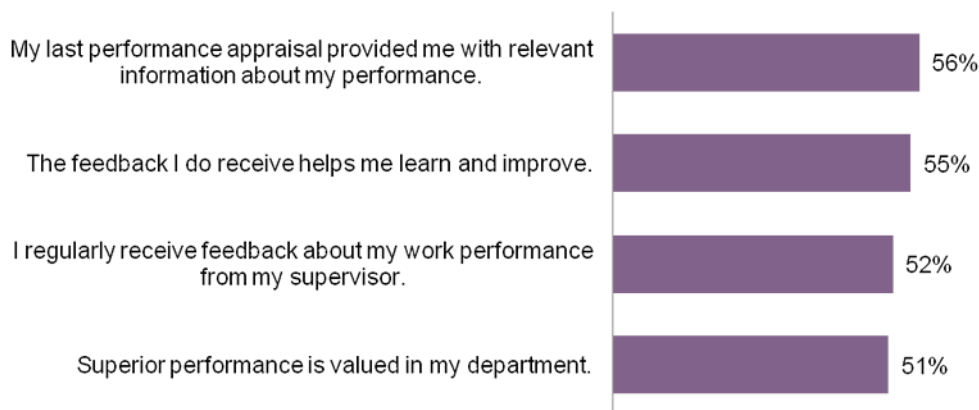 My last performance appraisal provided me with relevant
information about my performance.
56%
The feedback I do receive helps me learn and improve.
55%
I regularly receive feedback about my work performance
from my supervisor.
52%
Superior performance is valued in my department.
51%